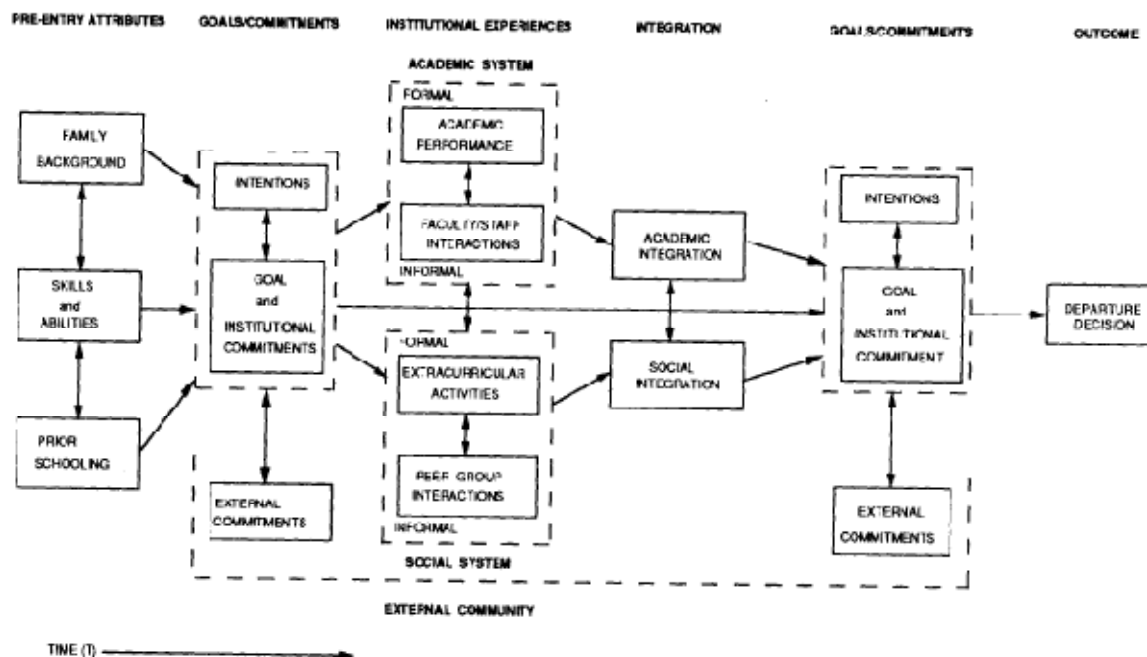 PRE-ENTRY ATTRIBUTES
GOALS/COMMITMENTS
INSTITUTIONAL EXPERIENCES
INTEGRATION
GOALS/COMMITMENTS
OUTCOME
ACADEMIC SYSTEM
FORMAL
ACADEMIC
PERFORMANCE
FACULTY/STAFF
INTERACTIONS
INFORMAL
FAMILY
BACKGROUND
SKILLS
and
ABILITIES
PRIOR
SCHOOLING
INTENTIONS
GOAL
and
INSTITUTIONAL
COMMITMENTS
EXTERNAL
COMMITMENTS
FORMAL
EXTRACURRICULAR
ACTIVITIES
PEER GROUP
INTERACTIONS
INFORMAL
SOCIAL SYSTEM
ACADEMIC
INTEGRATION
SOCIAL
INTEGRATION
INTENTIONS
GOAL
and
INSTITUTIONAL
COMMITMENT
EXTERNAL
COMMITMENTS
DEPARTURE
DECISION
EXTERNAL COMMUNITY
TIME (T)